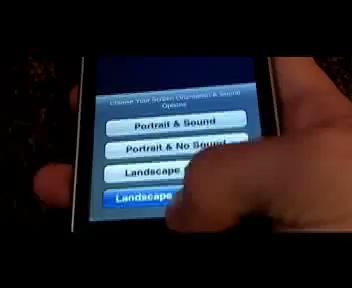 Choose Your Screen Orientation & Sound
Options
Portrait & Sound
Portrait & No Sound
Landscape
Landscape